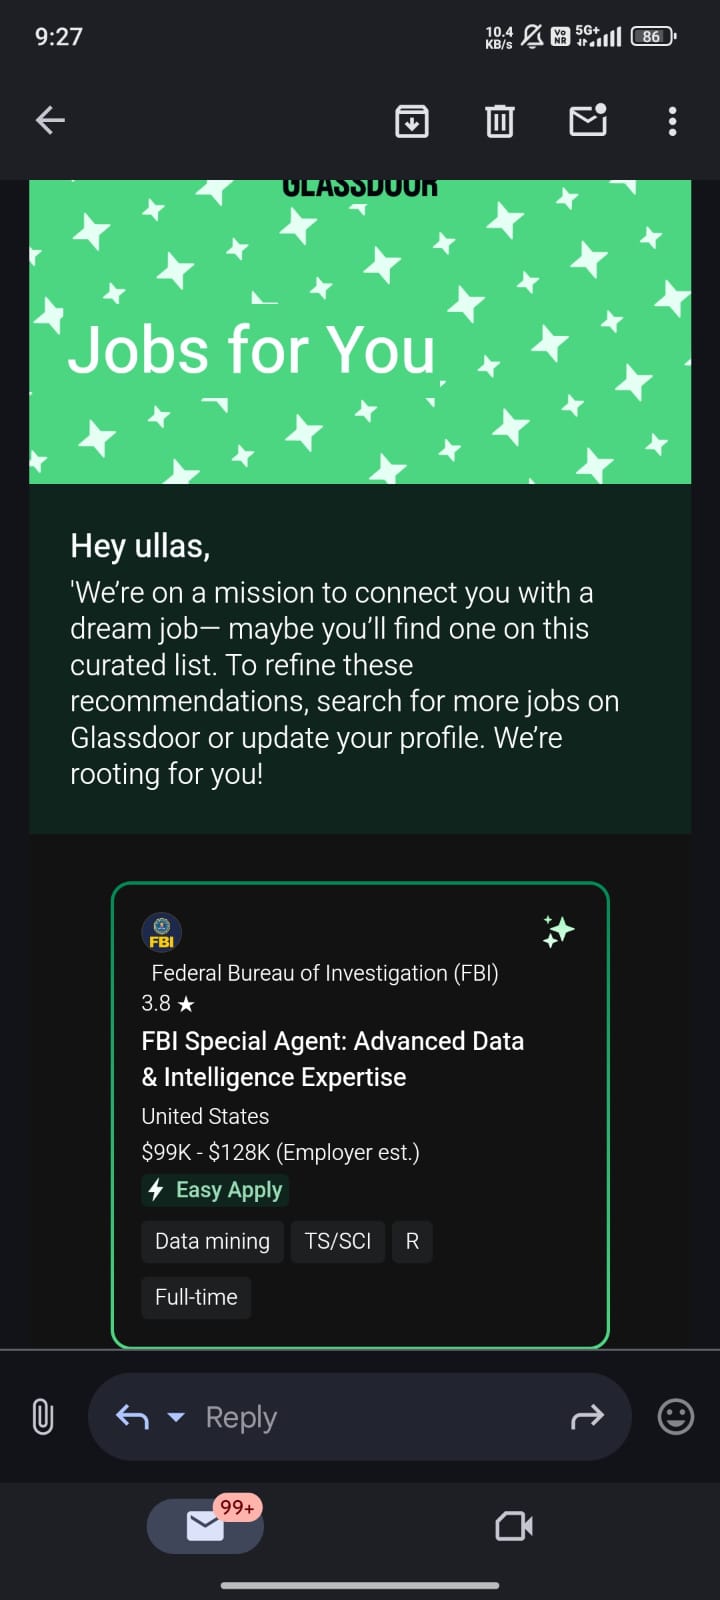 9:27
10.4
KB/s
Vo
NR
5G+
86
GLASSDOOR
Jobs for You
Hey ullas,
'We’re on a mission to connect you with a
dream job— maybe you’ll find one on this
curated list. To refine these
recommendations, search for more jobs on
Glassdoor or update your profile. We’re
rooting for you!
FBI
Federal Bureau of Investigation (FBI)
3.8 ★
FBI Special Agent: Advanced Data
& Intelligence Expertise
United States
$99K - $128K (Employer est.)
Easy Apply
Data mining TS/SCI R
Full-time
Reply
99+